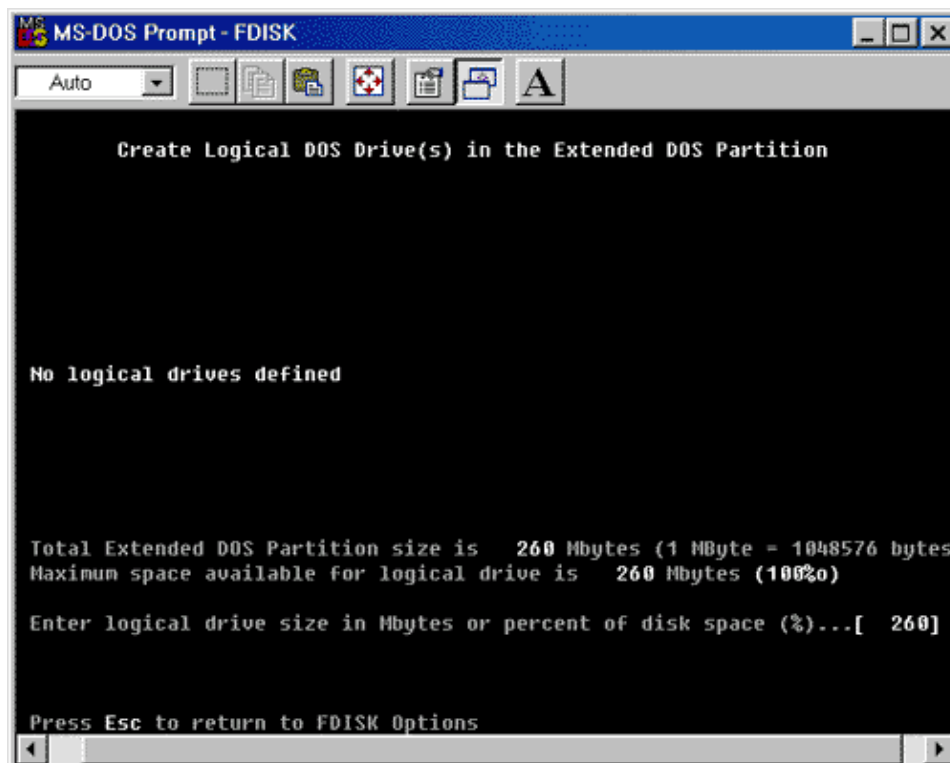 MS-DOS Prompt - FDISK
Auto
A
Create Logical DOS Drive(s) in the Extended DOS Partition
No logical drives defined
Total Extended DOS Partition size is 260 Mbytes (1 MByte = 1048576 bytes
Maximum space available for logical drive is 260 Mbytes (100%o)
Enter logical drive size in Mbytes or percent of disk space (%)...[ 260]
Press Esc to return to FDISK Options